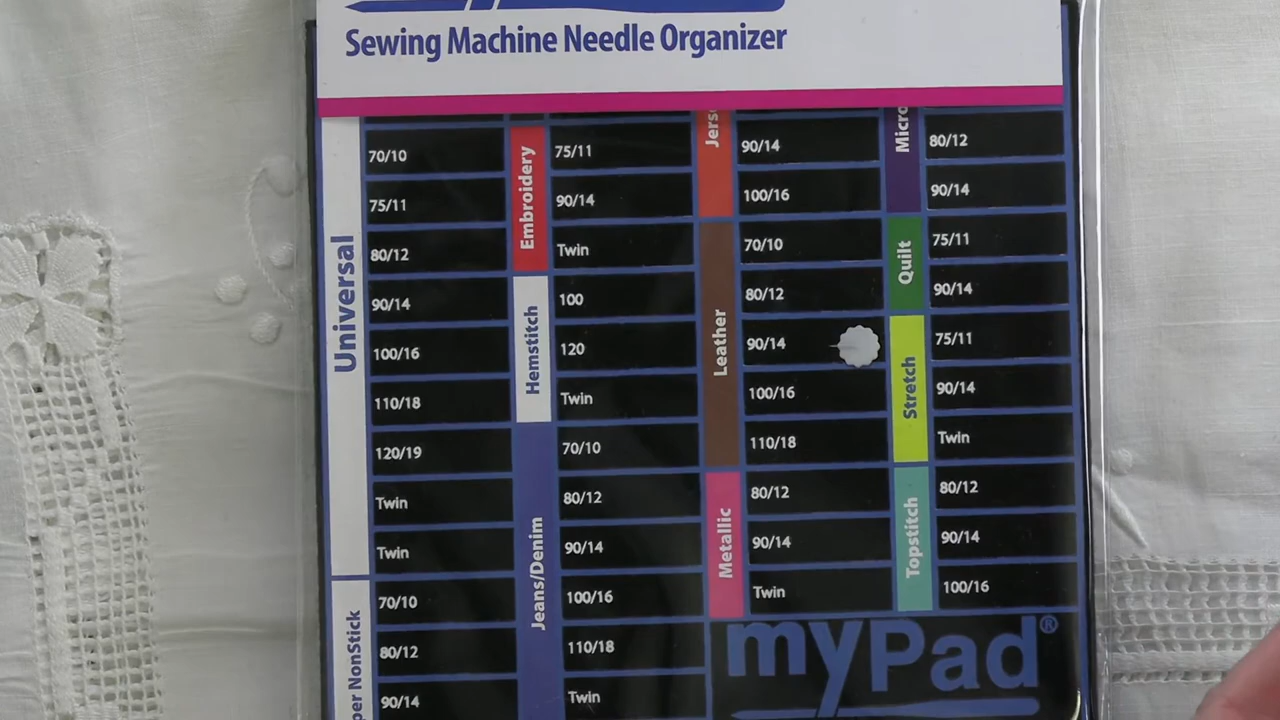 Sewing Machine Needle Organizer
Universal
70/10
75/11
80/12
90/14
100/16
110/18
120/19
Twin
Twin
per NonStick
70/10
80/12
90/14
Embroidery
75/11
90/14
Twin
Hemstitch
100
120
Twin
Jeans/Denim
70/10
80/12
90/14
100/16
110/18
Twin
Jers
90/14
100/16
Leather
70/10
80/12
90/14
100/16
110/18
Metallic
80/12
90/14
Twin
Micro
80/12
90/14
Quilt
75/11
90/14
Stretch
75/11
90/14
Twin
Topstitch
80/12
90/14
100/16
myPad®